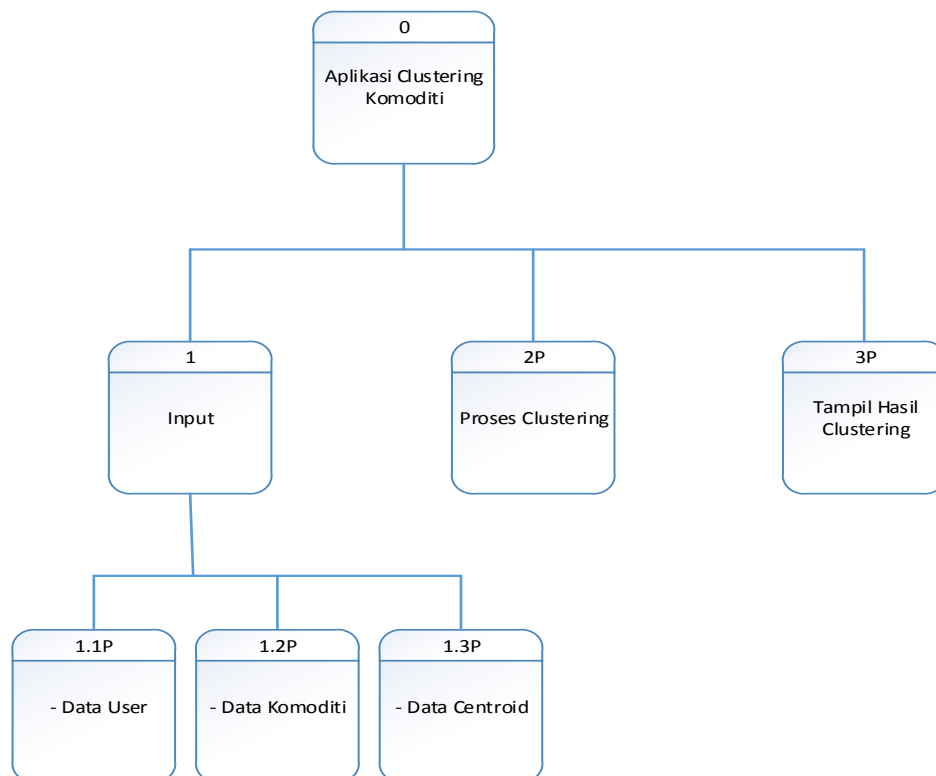 0
Aplikasi Clustering
Komoditi
1
Input
2P
Proses Clustering
3P
Tampil Hasil
Clustering
1.1P
- Data User
1.2P
- Data Komoditi
1.3P
- Data Centroid